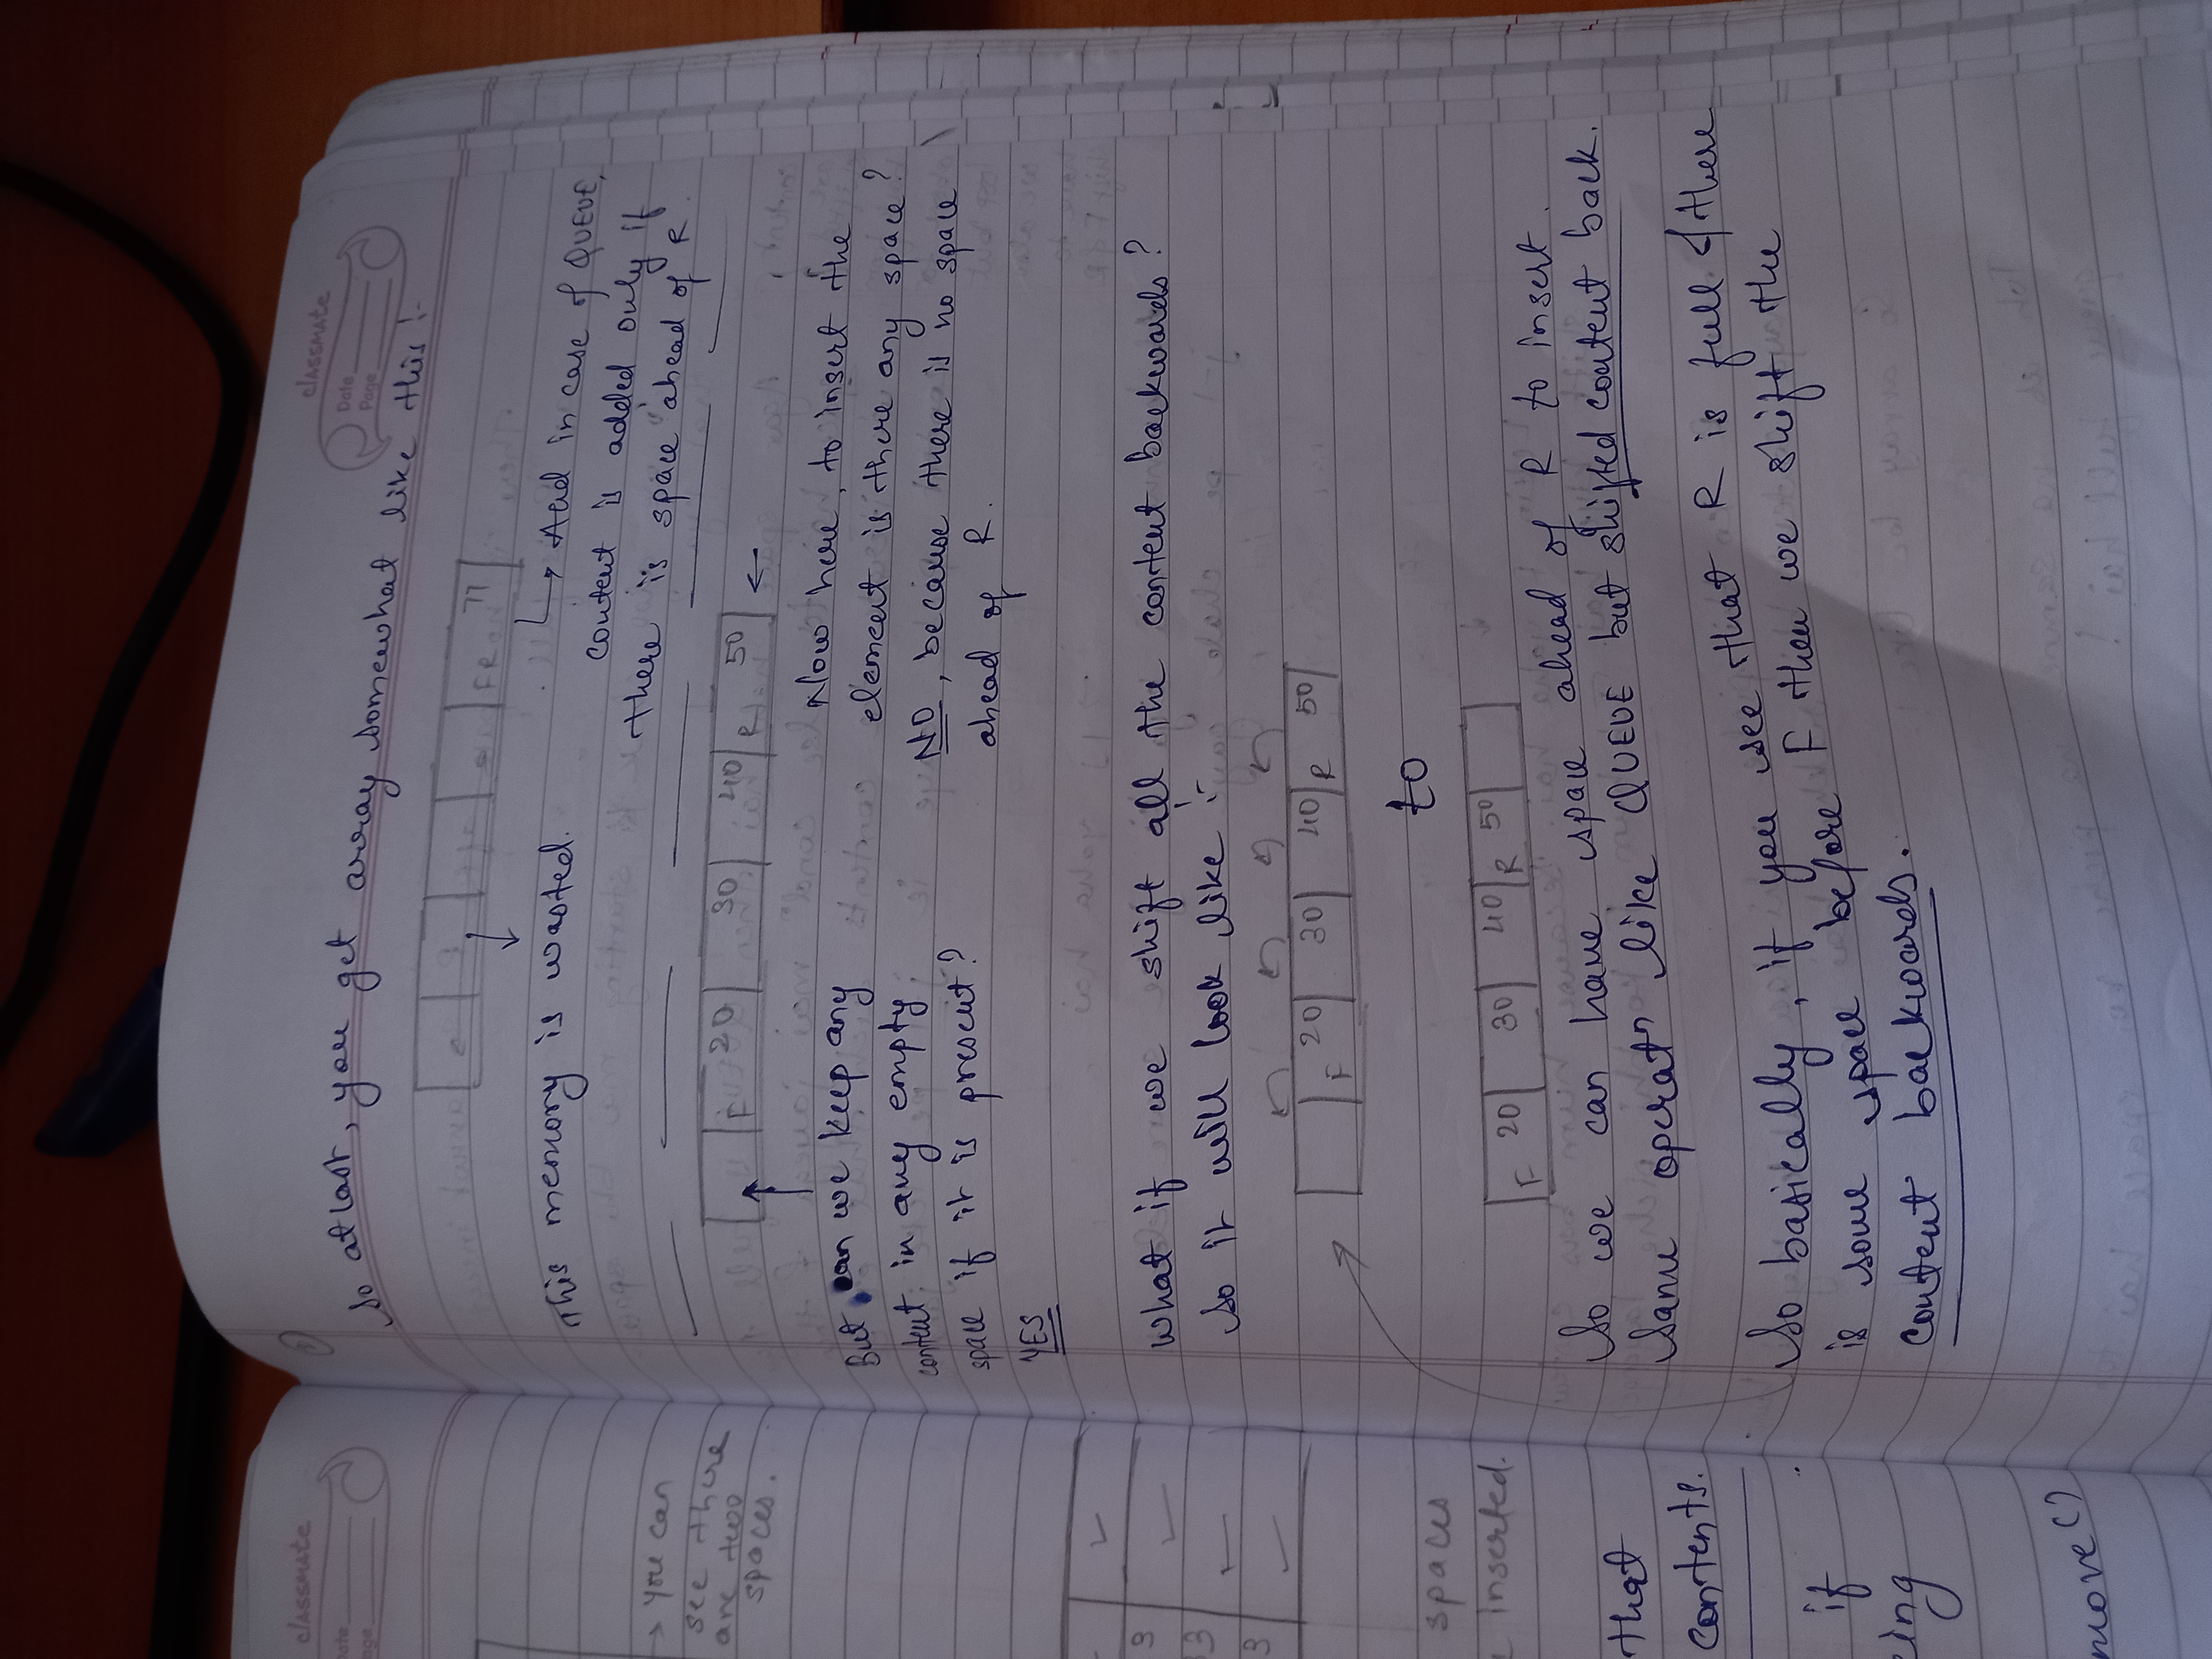 classmate
Date
Page
you can
see there
are two
spaces.
3
3
spaces
inserted.
that
contents.
if
move()
classmate
Date
Page
So at last, you get array somewhat like this :-
FR 77
This memory is wasted.
And in case of QUEUE,
content is added only if
there is space ahead of R.
F 20 30 40 R 50
But can we keep any
content in any empty
space if it is present?
YES
Now here, to insert the
element is there any space?
NO, because there is no space
ahead of R.
What if we shift all the content backwards?
So it will look like :-
F 20 30 40 R 50
to
F 20 30 40 R 50
So we can have space ahead of R to insert.
Same operatn like QUEUE but shifted content back.
So basically, if you see that R is full & there
is some space before F then we shift the
content backwards.